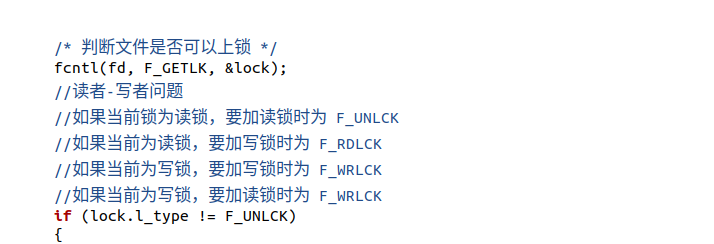 /* 判断文件是否可以上锁 */
fcntl(fd, F_GETLK, &lock);
//读者-写者问题
//如果当前锁为读锁，要加读锁时为 F_UNLCK
//如果当前为读锁，要加写锁时为 F_RDLCK
//如果当前为写锁，要加写锁时为 F_WRLCK
//如果当前为写锁，要加读锁时为 F_WRLCK
if (lock.l_type != F_UNLCK)
{